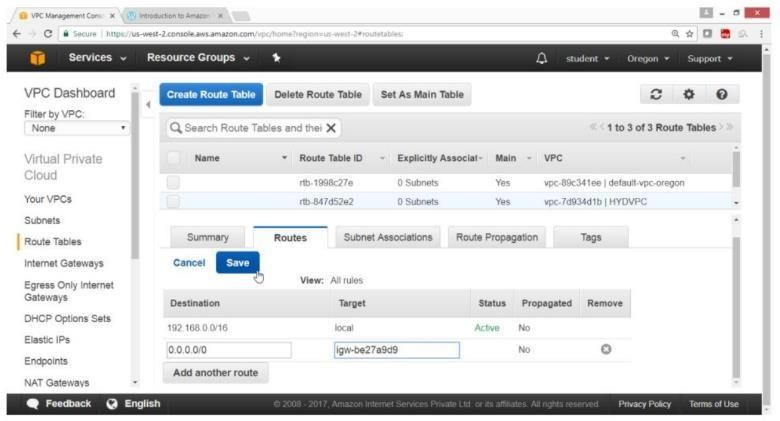 VPC Management Conso
Introduction to Amazon
Secure https://us-west-2.console.aws.amazon.com/vpc/home?region=us-west-2#routetables:
Services Resource Groups student Oregon Support
VPC Dashboard
Filter by VPC:
None
Virtual Private
Cloud
Your VPCs
Subnets
Route Tables
Internet Gateways
Egress Only Internet
Gateways
DHCP Options Sets
Elastic IPs
Endpoints
NAT Gateways
Create Route Table Delete Route Table Set As Main Table
Search Route Tables and thei X
<< < 1 to 3 of 3 Route Tables > >>
Name Route Table ID Explicitly Associat Main VPC
rtb-1998c27e 0 Subnets Yes vpc-89c341ee | default-vpc-oregon
rtb-847d52e2 0 Subnets Yes vpc-7d934d1b | HYDVPC
Summary Routes Subnet Associations Route Propagation Tags
Cancel Save
View: All rules
Destination Target Status Propagated Remove
192.168.0.0/16 local Active No
0.0.0.0/0 igw-be27a9d9 No
Add another route
Feedback English © 2008 - 2017, Amazon Internet Services Private Ltd. or its affiliates. All rights reserved. Privacy Policy Terms of Use